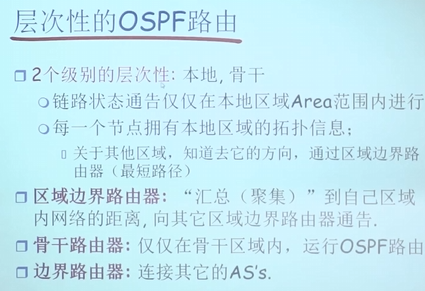 层次性的OSPF路由
2个级别的层次性: 本地, 骨干
链路状态通告仅仅在本地区域Area范围内进行
每一个节点拥有本地区域的拓扑信息;
关于其他区域，知道去它的方向，通过区域边界路
由器（最短路径）
区域边界路由器: “汇总（聚集）”到自己区域
内网络的距离, 向其它区域边界路由器通告.
骨干路由器: 仅仅在骨干区域内，运行OSPF路由
边界路由器: 连接其它的AS’s.